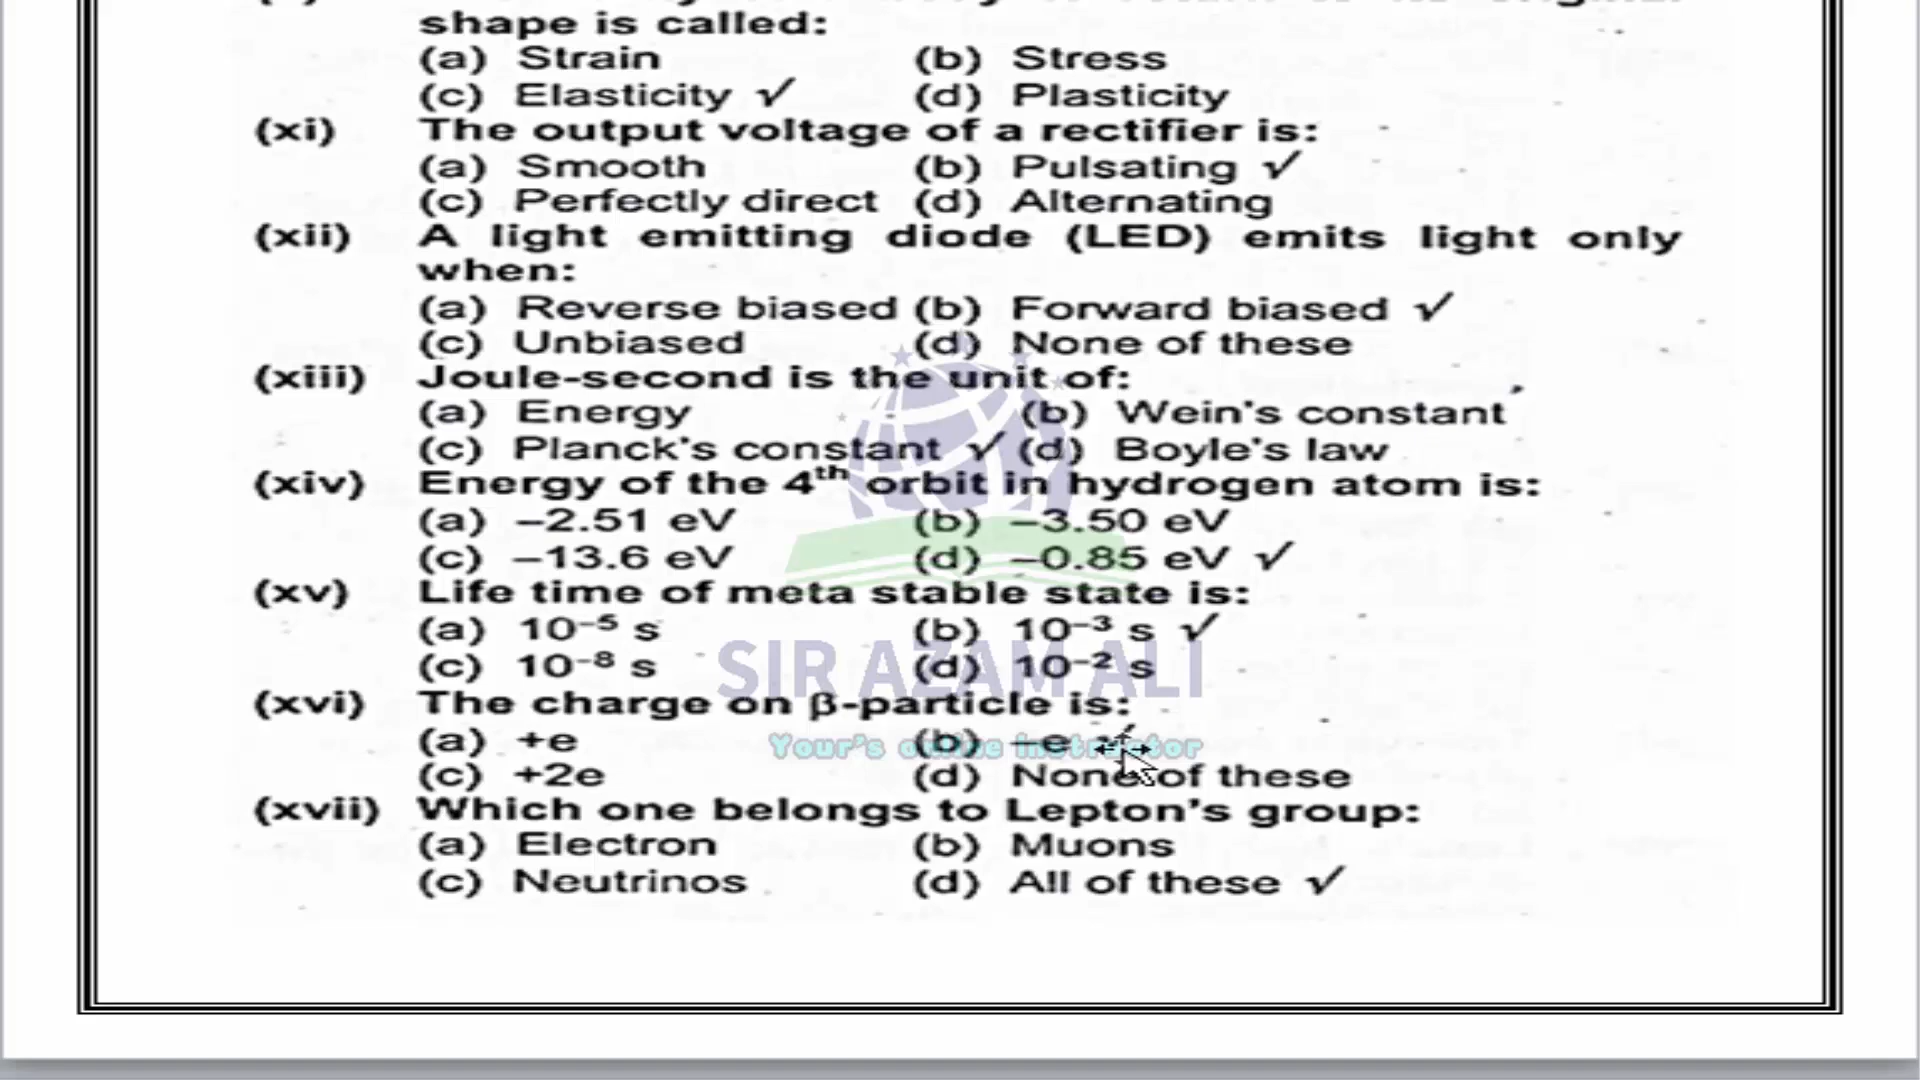 shape is called:
(a) Strain (b) Stress
(c) Elasticity ✓ (d) Plasticity
(xi) The output voltage of a rectifier is:
(a) Smooth (b) Pulsating ✓
(c) Perfectly direct (d) Alternating
(xii) A light emitting diode (LED) emits light only
when:
(a) Reverse biased (b) Forward biased ✓
(c) Unbiased (d) None of these
(xiii) Joule-second is the unit of:
(a) Energy (b) Wein's constant
(c) Planck's constant ✓ (d) Boyle's law
(xiv) Energy of the 4th orbit in hydrogen atom is:
(a) –2.51 eV (b) –3.50 eV
(c) –13.6 eV (d) –0.85 eV ✓
(xv) Life time of meta stable state is:
(a) 10⁻⁵ s (b) 10⁻³ s ✓
(c) 10⁻⁸ s (d) 10⁻² s
SIR AZAM ALI
(xvi) The charge on β-particle is:
(a) +e (b) –e ✓
Your's online instructor
(c) +2e (d) None of these
(xvii) Which one belongs to Lepton's group:
(a) Electron (b) Muons
(c) Neutrinos (d) All of these ✓